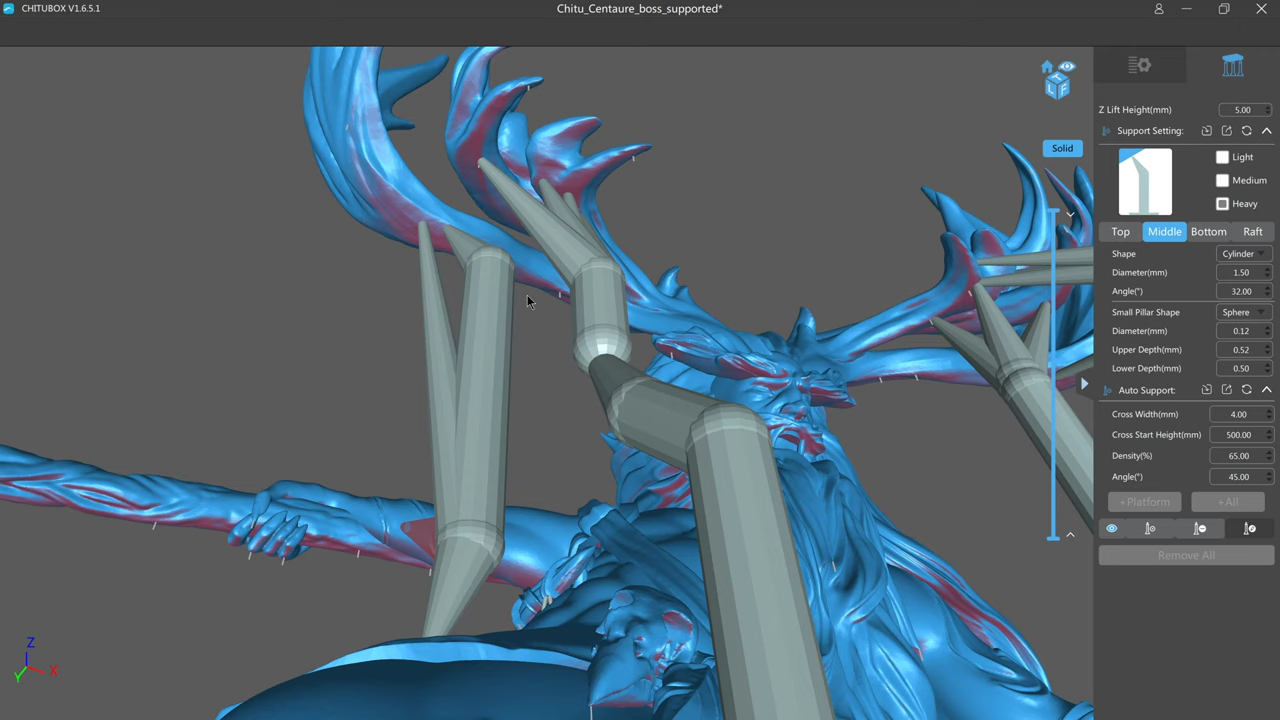 CHITUBOX V1.6.5.1
Chitu_Centaure_boss_supported*
Z Lift Height(mm) 5.00
Support Setting:
Light
Medium
Heavy
Top Middle Bottom Raft
Shape Cylinder
Diameter(mm) 1.50
Angle(°) 32.00
Small Pillar Shape Sphere
Diameter(mm) 0.12
Upper Depth(mm) 0.52
Lower Depth(mm) 0.50
Auto Support:
Cross Width(mm) 4.00
Cross Start Height(mm) 500.00
Density(%) 65.00
Angle(°) 45.00
+Platform +All
Remove All
T
L F
Solid
Z
X
Y